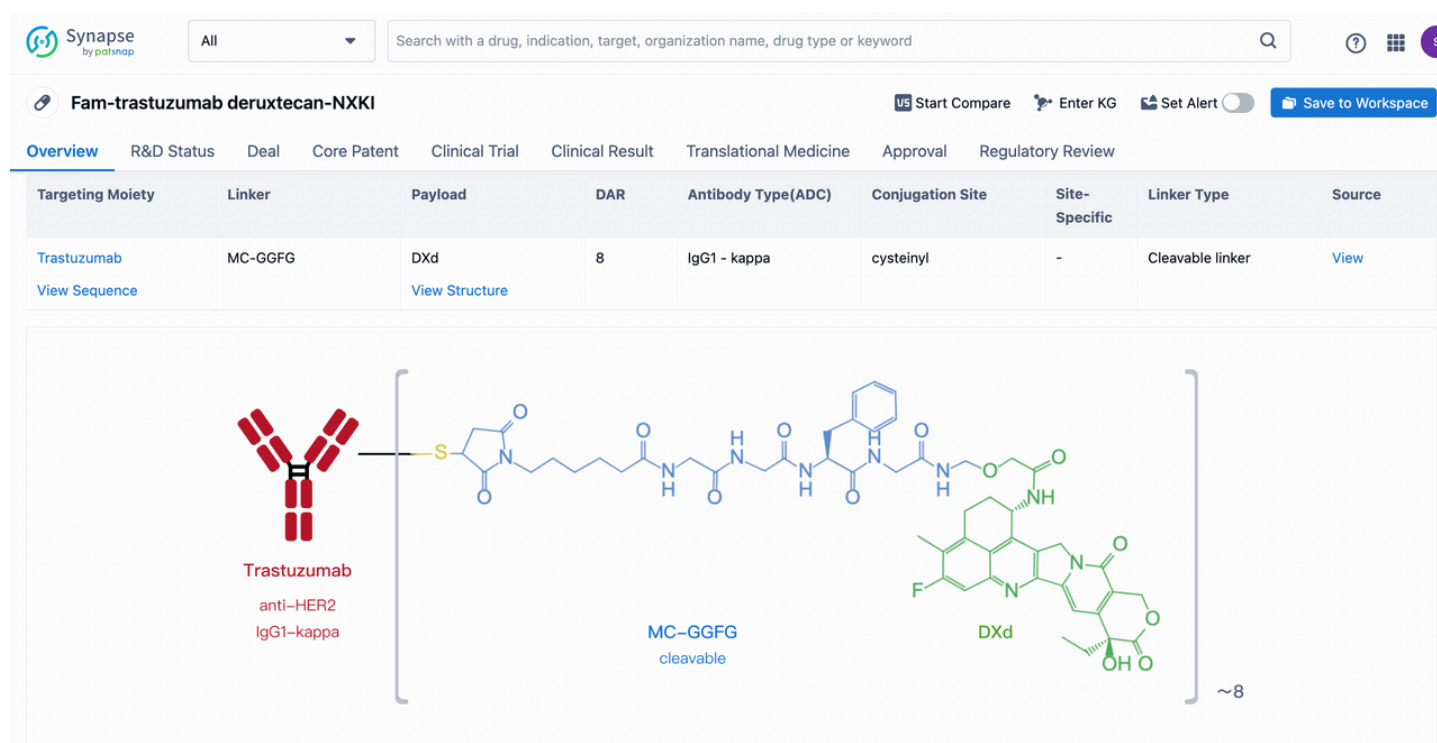 Synapse
by patsnap
All
Search with a drug, indication, target, organization name, drug type or keyword
?
S
Fam-trastuzumab deruxtecan-NXKI
VS Start Compare
Enter KG
Set Alert
Save to Workspace
Overview R&D Status Deal Core Patent Clinical Trial Clinical Result Translational Medicine Approval Regulatory Review
Targeting Moiety Linker Payload DAR Antibody Type(ADC) Conjugation Site Site-Specific Linker Type Source
Trastuzumab MC-GGFG DXd 8 IgG1 - kappa cysteinyl - Cleavable linker View
View Sequence View Structure
O
O
O
H
O
H
O
O
S
N
N
N
N
N
N
O
O
H
O
H
O
H
NH
O
N
F
N
O
OH O
Trastuzumab
anti-HER2
IgG1-kappa
MC-GGFG
cleavable
DXd
~8